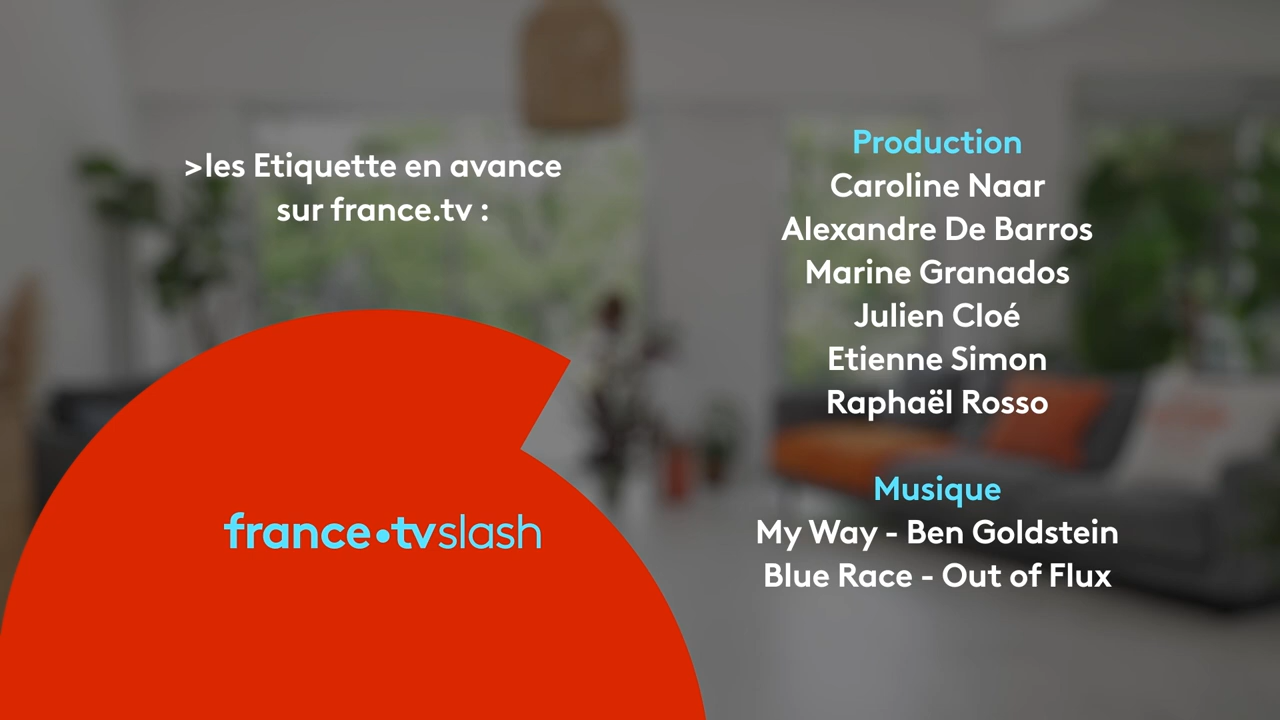 >les Etiquette en avance
sur france.tv :
france•tvslash
Production
Caroline Naar
Alexandre De Barros
Marine Granados
Julien Cloé
Etienne Simon
Raphaël Rosso
Musique
My Way - Ben Goldstein
Blue Race - Out of Flux